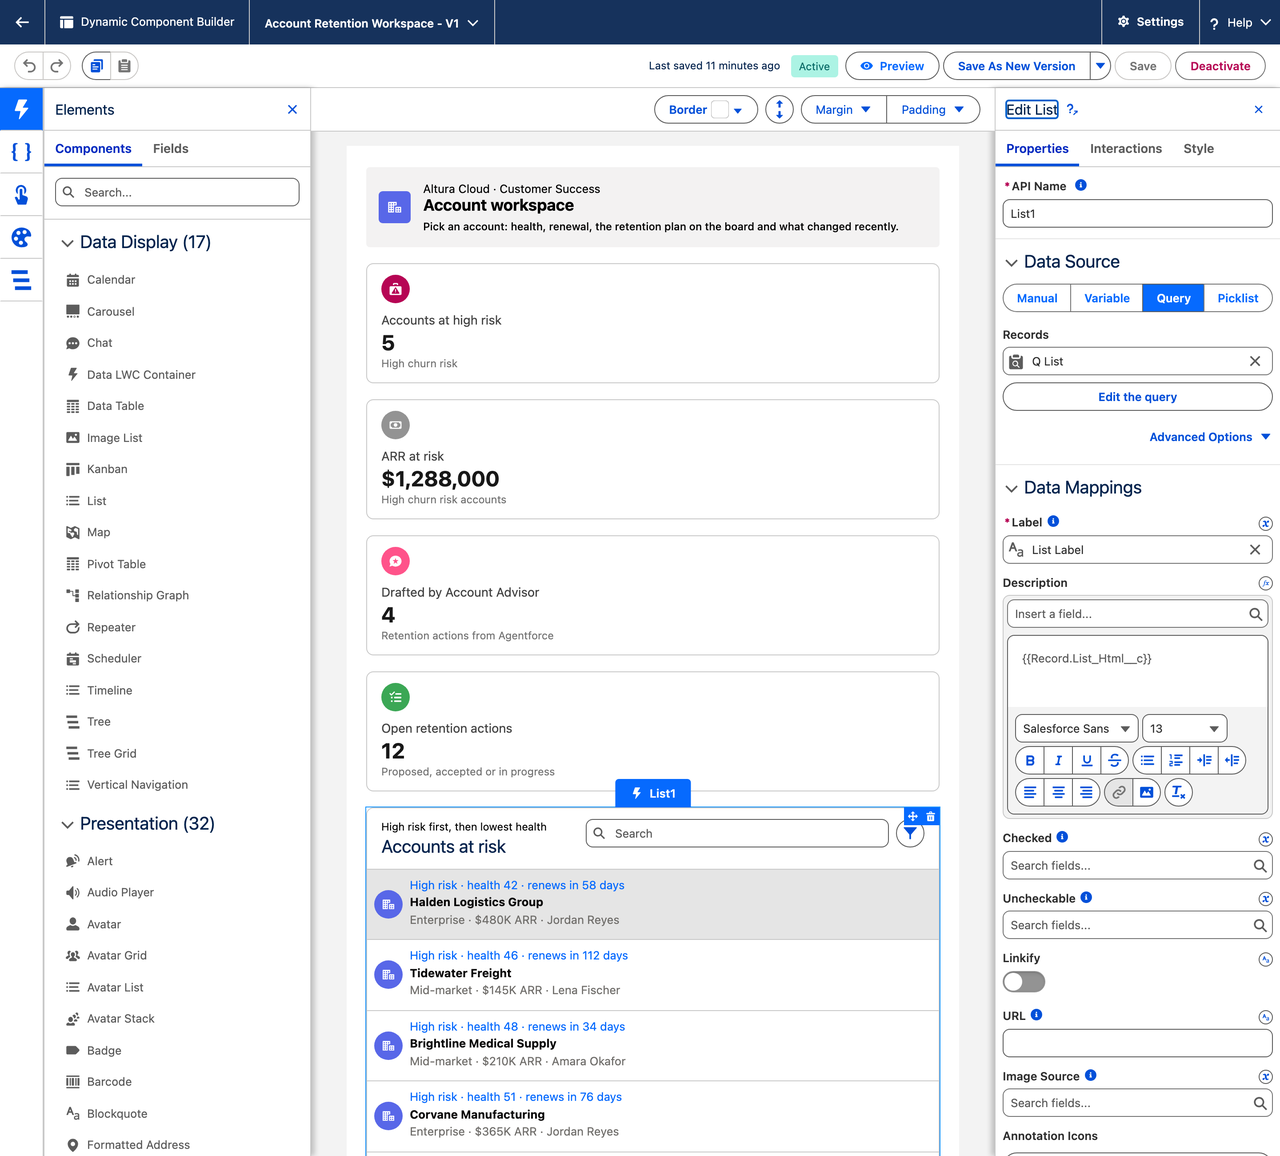 Dynamic Component Builder
Account Retention Workspace - V1
Settings
? Help
Last saved 11 minutes ago
Active
Preview
Save As New Version
Save
Deactivate
Elements
Components
Fields
Search...
Data Display (17)
Calendar
Carousel
Chat
Data LWC Container
Data Table
Image List
Kanban
List
Map
Pivot Table
Relationship Graph
Repeater
Scheduler
Timeline
Tree
Tree Grid
Vertical Navigation
Presentation (32)
Alert
Audio Player
Avatar
Avatar Grid
Avatar List
Avatar Stack
Badge
Barcode
Blockquote
Formatted Address
Border
Margin
Padding
Altura Cloud · Customer Success
Account workspace
Pick an account: health, renewal, the retention plan on the board and what changed recently.
Accounts at high risk
5
High churn risk
ARR at risk
$1,288,000
High churn risk accounts
Drafted by Account Advisor
4
Retention actions from Agentforce
Open retention actions
12
Proposed, accepted or in progress
List1
High risk first, then lowest health
Accounts at risk
Search
High risk · health 42 · renews in 58 days
Halden Logistics Group
Enterprise · $480K ARR · Jordan Reyes
High risk · health 46 · renews in 112 days
Tidewater Freight
Mid-market · $145K ARR · Lena Fischer
High risk · health 48 · renews in 34 days
Brightline Medical Supply
Mid-market · $210K ARR · Amara Okafor
High risk · health 51 · renews in 76 days
Corvane Manufacturing
Enterprise · $365K ARR · Jordan Reyes
Edit List
Properties
Interactions
Style
* API Name
List1
Data Source
Manual
Variable
Query
Picklist
Records
Q List
Edit the query
Advanced Options
Data Mappings
* Label
List Label
Description
Insert a field...
{{Record.List_Html__c}}
Salesforce Sans
13
B I U S
Checked
Search fields...
Uncheckable
Search fields...
Linkify
URL
Image Source
Search fields...
Annotation Icons